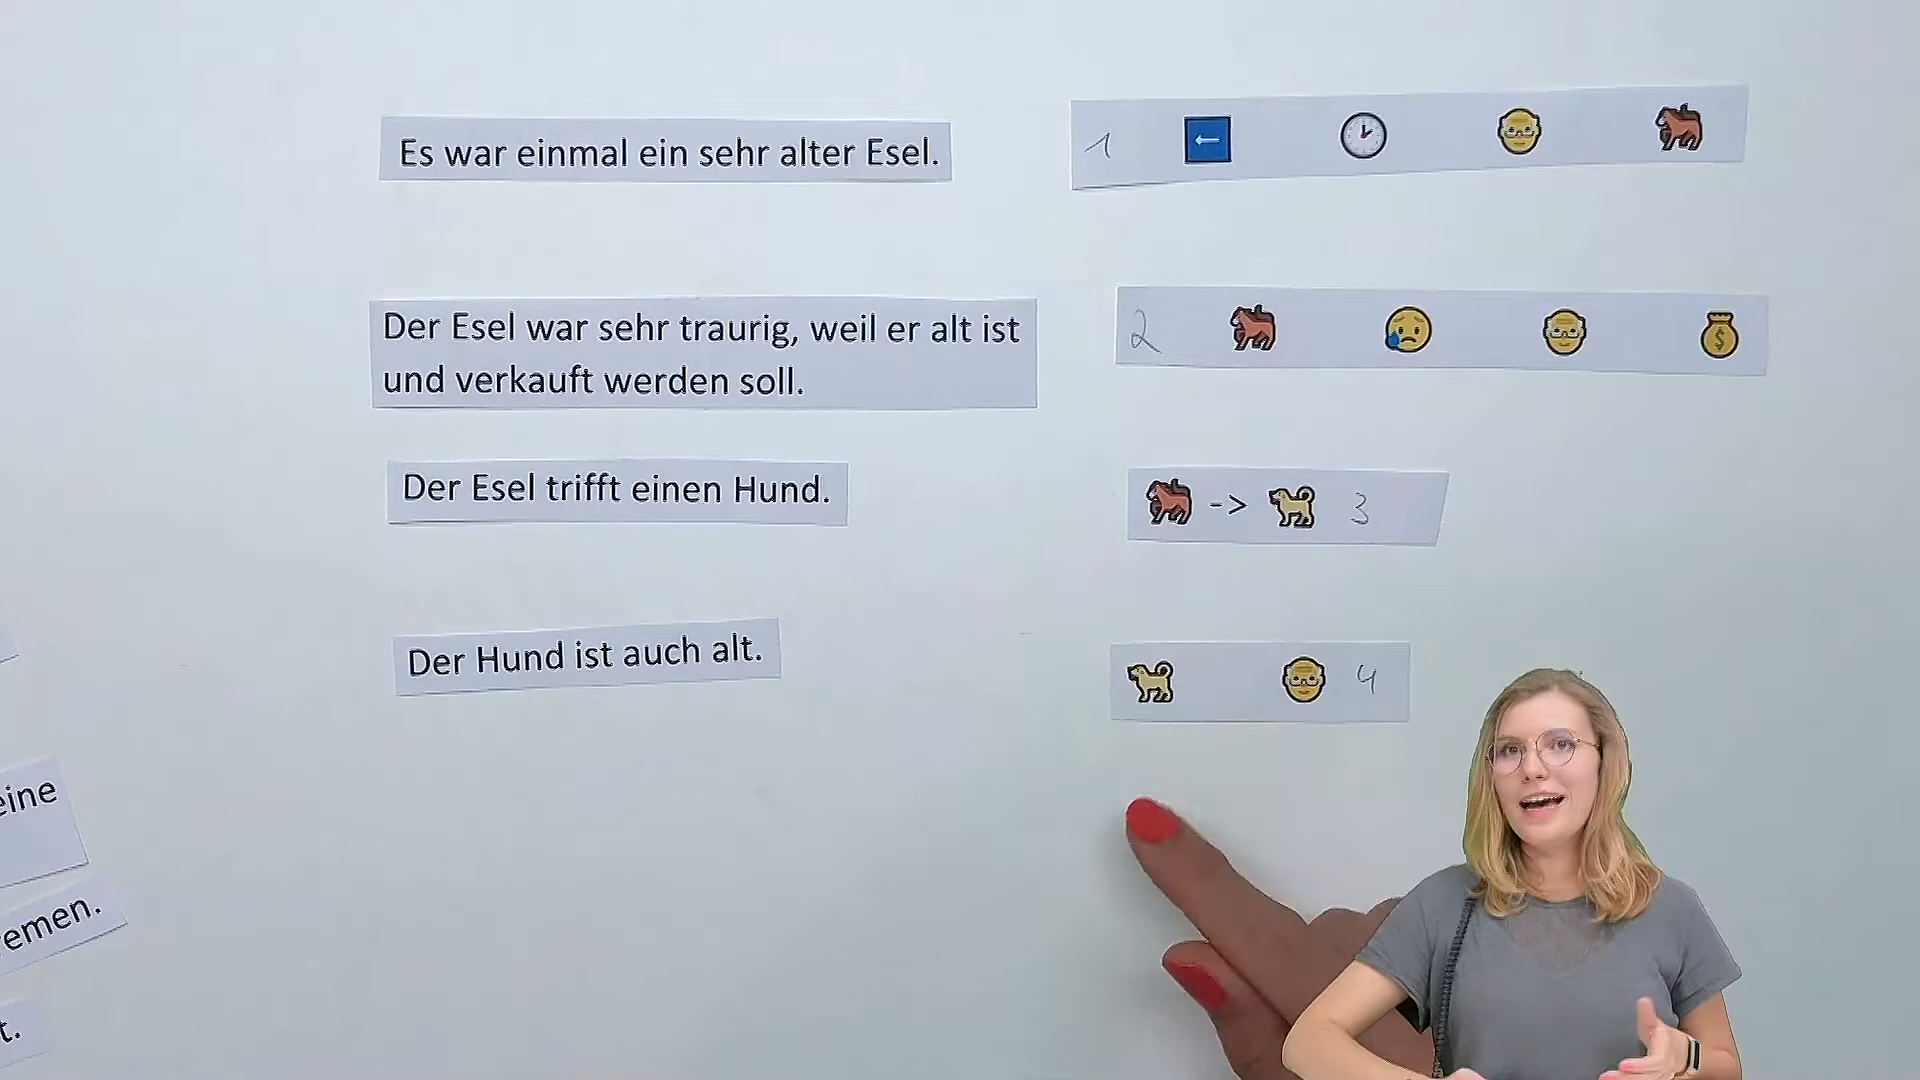 Es war einmal ein sehr alter Esel.
1
Der Esel war sehr traurig, weil er alt ist
und verkauft werden soll.
2
Der Esel trifft einen Hund.
-> 3
Der Hund ist auch alt.
4
eine
emen.
t.